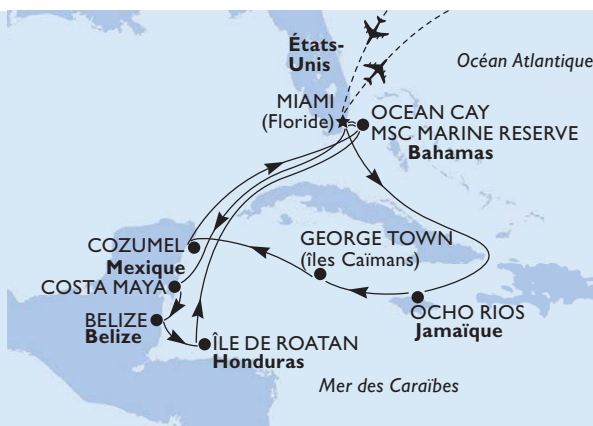 États-
Unis
Océan Atlantique
MIAMI
(Floride)
OCEAN CAY
MSC MARINE RESERVE
Bahamas
COZUMEL
Mexique
COSTA MAYA
GEORGE TOWN
(îles Caïmans)
OCHO RIOS
Jamaïque
BELIZE
Belize
ÎLE DE ROATAN
Honduras
Mer des Caraïbes